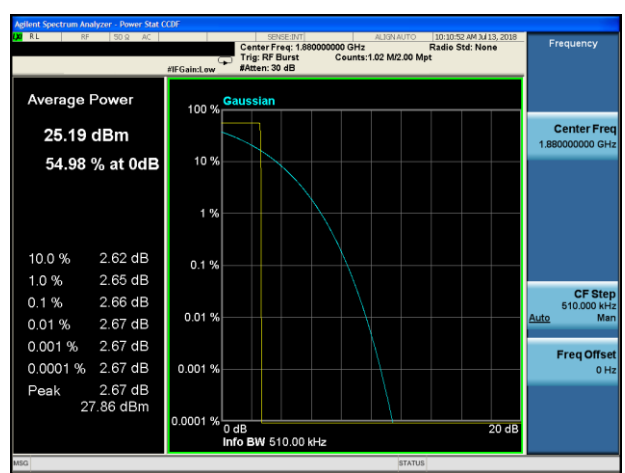 Agilent Spectrum Analyzer - Power Stat CCDF
RL RF 50 Ω AC SENSE:INT ALIGN AUTO 10:10:52 AM Jul 13, 2018
Center Freq: 1.880000000 GHz Radio Std: None
Trig: RF Burst Counts:1.02 M/2.00 Mpt
#IFGain:Low #Atten: 30 dB
Frequency
Average Power
25.19 dBm
54.98 % at 0dB
10.0 % 2.62 dB
1.0 % 2.65 dB
0.1 % 2.66 dB
0.01 % 2.67 dB
0.001 % 2.67 dB
0.0001 % 2.67 dB
Peak 2.67 dB
27.86 dBm
Gaussian
100 %
10 %
1 %
0.1 %
0.01 %
0.001 %
0.0001 %
0 dB 20 dB
Info BW 510.00 kHz
Center Freq
1.880000000 GHz
CF Step
510.000 kHz
Auto Man
Freq Offset
0 Hz
MSG STATUS